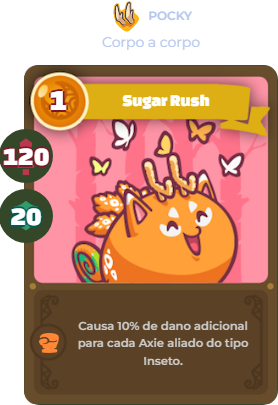 POCKY
Corpo a corpo
1
Sugar Rush
120
20
Causa 10% de dano adicional
para cada Axie aliado do tipo
Inseto.